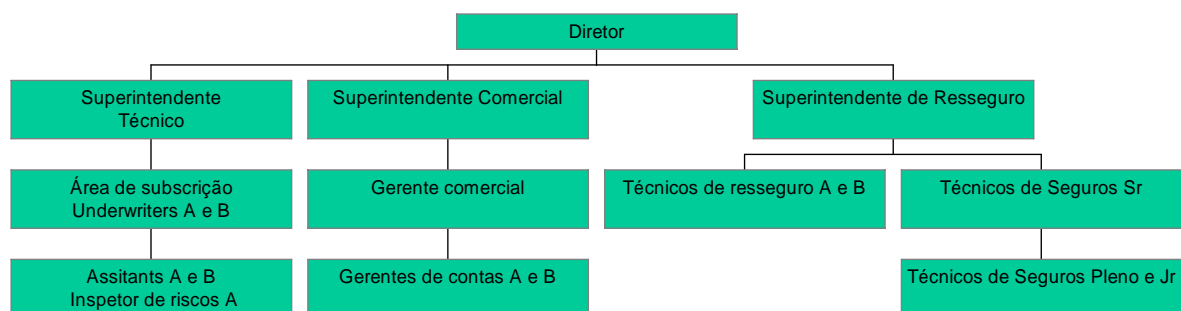 Diretor
Superintendente
Técnico
Superintendente Comercial
Superintendente de Resseguro
Área de subscrição
Underwriters A e B
Gerente comercial
Técnicos de resseguro A e B
Técnicos de Seguros Sr
Assitants A e B
Inspetor de riscos A
Gerentes de contas A e B
Técnicos de Seguros Pleno e Jr